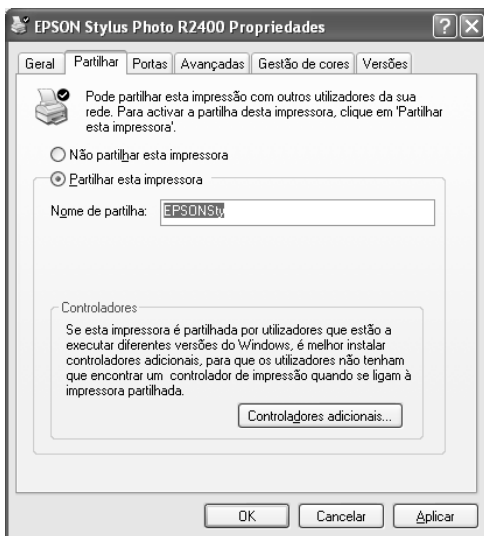 EPSON Stylus Photo R2400 Propriedades
Geral Partilhar Portas Avançadas Gestão de cores Versões
Pode partilhar esta impressão com outros utilizadores da sua
rede. Para activar a partilha desta impressora, clique em 'Partilhar
esta impressora'.
Não partilhar esta impressora
Partilhar esta impressora
Nome de partilha: EPSONSty
Controladores
Se esta impressora é partilhada por utilizadores que estão a
executar diferentes versões do Windows, é melhor instalar
controladores adicionais, para que os utilizadores não tenham
que encontrar um controlador de impressão quando se ligam à
impressora partilhada.
Controladores adicionais...
OK Cancelar Aplicar